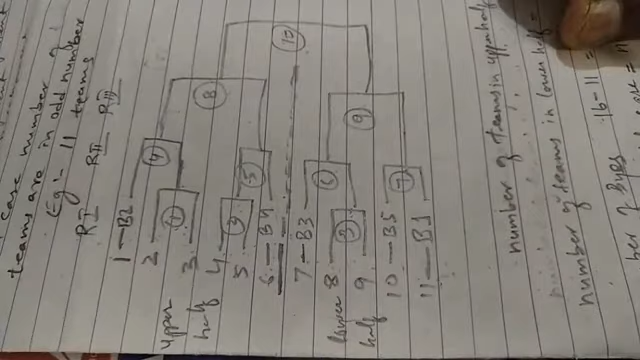 case number of
teams are in odd number
Eg:- 11 teams
RI RII RIII
1 — B2
2
3
4
5
6 — B4
7 — B3
8
9
10 — B5
11 — B1
upper
half
lower
half
1
2
3
4
5
6
7
8
9
10
number of teams in upper half
number of teams in lower half =
number of Byes 16 - 11 =